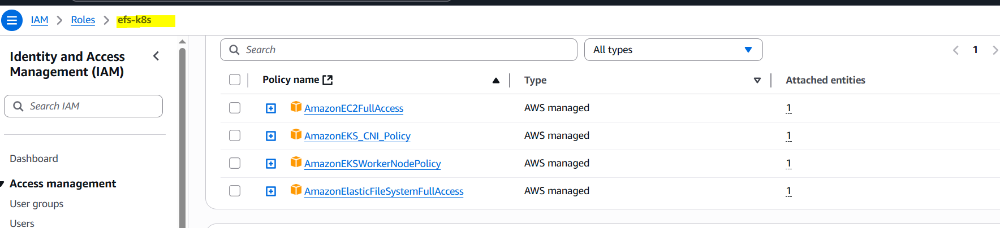 IAM > Roles > efs-k8s
Identity and Access
Management (IAM)
Search IAM
Dashboard
Access management
User groups
Users
Search
All types
1
Policy name
Type
Attached entities
AmazonEC2FullAccess
AWS managed
1
AmazonEKS_CNI_Policy
AWS managed
1
AmazonEKSWorkerNodePolicy
AWS managed
1
AmazonElasticFileSystemFullAccess
AWS managed
1